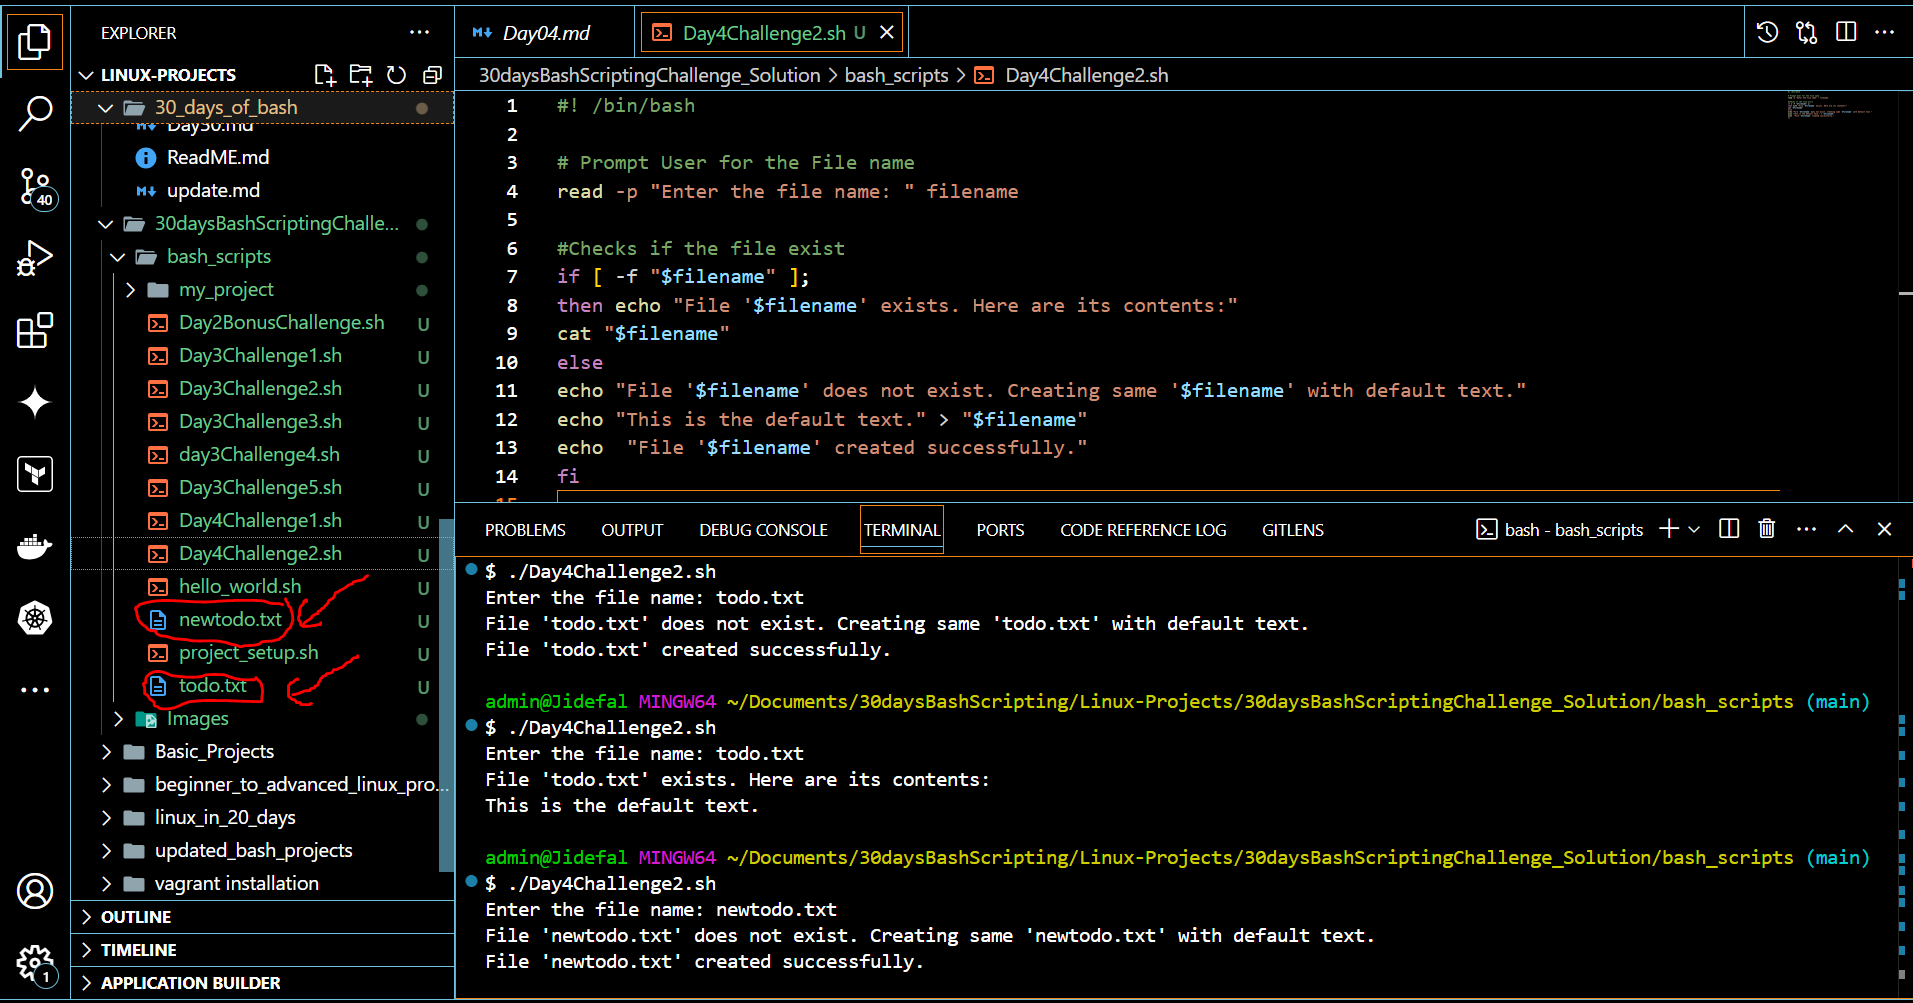 EXPLORER
LINUX-PROJECTS
30_days_of_bash
Day30.md
ReadME.md
update.md
30daysBashScriptingChalle...
bash_scripts
my_project
Day2BonusChallenge.sh U
Day3Challenge1.sh U
Day3Challenge2.sh U
Day3Challenge3.sh U
day3Challenge4.sh U
Day3Challenge5.sh U
Day4Challenge1.sh U
Day4Challenge2.sh U
hello_world.sh U
newtodo.txt U
project_setup.sh U
todo.txt U
Images
Basic_Projects
beginner_to_advanced_linux_pro...
linux_in_20_days
updated_bash_projects
vagrant installation
OUTLINE
TIMELINE
APPLICATION BUILDER
40
1
Day04.md
Day4Challenge2.sh U
30daysBashScriptingChallenge_Solution > bash_scripts > Day4Challenge2.sh
1 #! /bin/bash
2
3 # Prompt User for the File name
4 read -p "Enter the file name: " filename
5
6 #Checks if the file exist
7 if [ -f "$filename" ];
8 then echo "File '$filename' exists. Here are its contents:"
9 cat "$filename"
10 else
11 echo "File '$filename' does not exist. Creating same '$filename' with default text."
12 echo "This is the default text." > "$filename"
13 echo  "File '$filename' created successfully."
14 fi
15
PROBLEMS OUTPUT DEBUG CONSOLE TERMINAL PORTS CODE REFERENCE LOG GITLENS
bash - bash_scripts
$ ./Day4Challenge2.sh
Enter the file name: todo.txt
File 'todo.txt' does not exist. Creating same 'todo.txt' with default text.
File 'todo.txt' created successfully.
admin@Jidefal MINGW64 ~/Documents/30daysBashScripting/Linux-Projects/30daysBashScriptingChallenge_Solution/bash_scripts (main)
$ ./Day4Challenge2.sh
Enter the file name: todo.txt
File 'todo.txt' exists. Here are its contents:
This is the default text.
admin@Jidefal MINGW64 ~/Documents/30daysBashScripting/Linux-Projects/30daysBashScriptingChallenge_Solution/bash_scripts (main)
$ ./Day4Challenge2.sh
Enter the file name: newtodo.txt
File 'newtodo.txt' does not exist. Creating same 'newtodo.txt' with default text.
File 'newtodo.txt' created successfully.